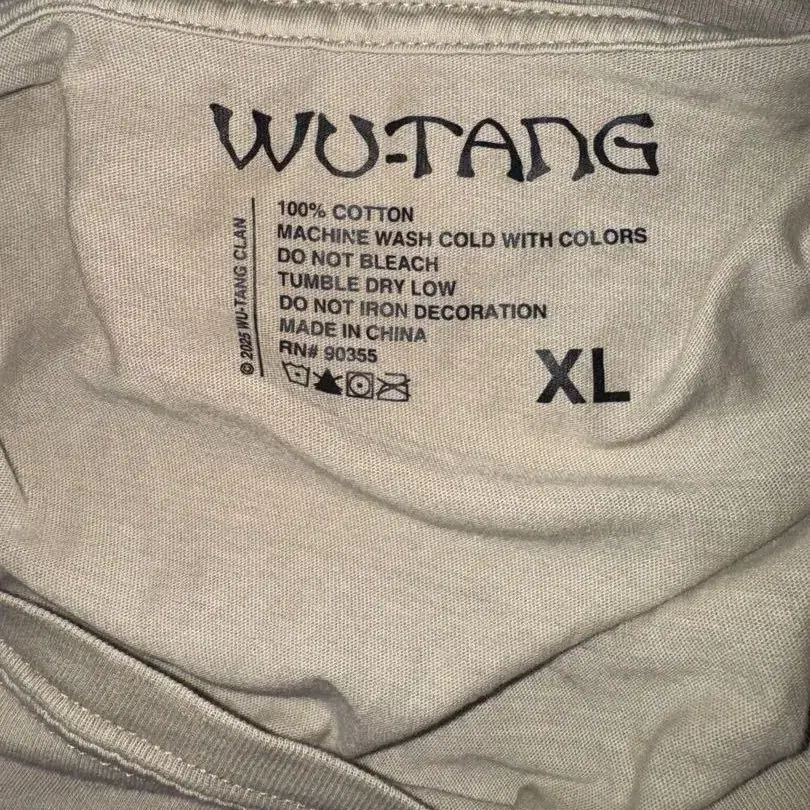 WU-TANG
© 2025 WU-TANG CLAN
100% COTTON
MACHINE WASH COLD WITH COLORS
DO NOT BLEACH
TUMBLE DRY LOW
DO NOT IRON DECORATION
MADE IN CHINA
RN# 90355
XL